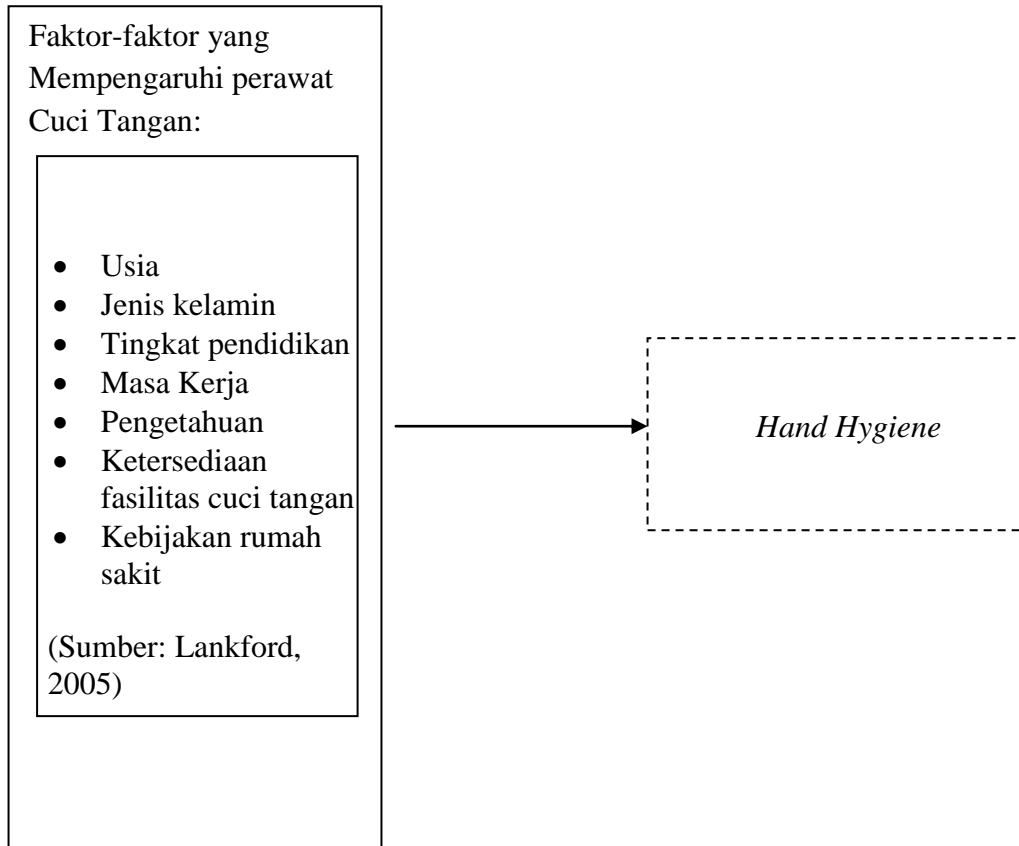 Faktor-faktor yang
Mempengaruhi perawat
Cuci Tangan:
• Usia
• Jenis kelamin
• Tingkat pendidikan
• Masa Kerja
• Pengetahuan
• Ketersediaan
fasilitas cuci tangan
• Kebijakan rumah
sakit
(Sumber: Lankford,
2005)
Hand Hygiene